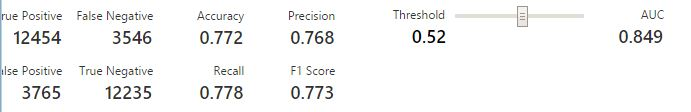 rue Positive False Negative Accuracy Precision Threshold AUC
12454 3546 0.772 0.768 0.52 0.849
alse Positive True Negative Recall F1 Score
3765 12235 0.778 0.773